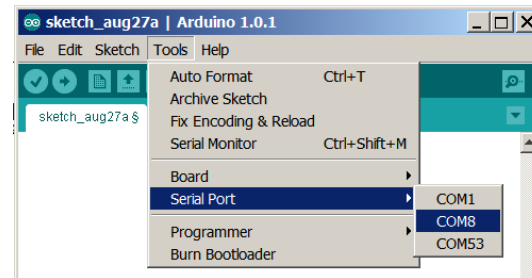 sketch_aug27a | Arduino 1.0.1
File Edit Sketch Tools Help
sketch_aug27a §
Auto Format Ctrl+T
Archive Sketch
Fix Encoding & Reload
Serial Monitor Ctrl+Shift+M
Board
Serial Port
Programmer
Burn Bootloader
COM1
COM8
COM53